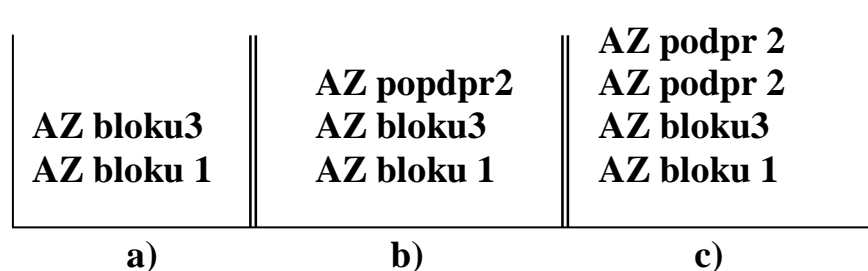 AZ bloku3
AZ bloku 1
a)
AZ popdpr2
AZ bloku3
AZ bloku 1
b)
AZ podpr 2
AZ podpr 2
AZ bloku3
AZ bloku 1
c)